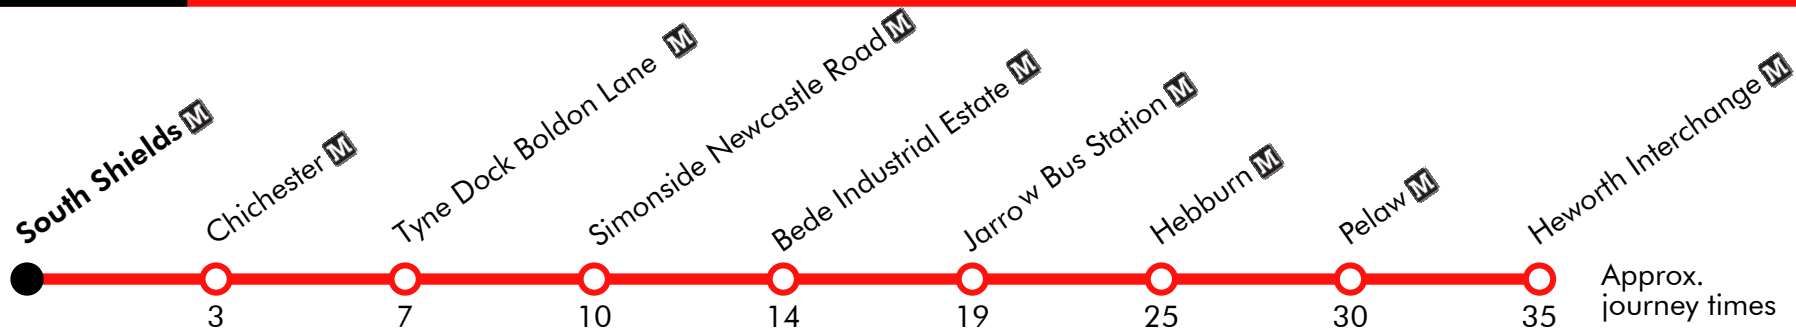 South Shields M
Chichester M
Tyne Dock Boldon Lane M
Simonside Newcastle Road M
Bede Industrial Estate M
Jarrow Bus Station M
Hebburn M
Pelaw M
Heworth Interchange M
3 7 10 14 19 25 30 35
Approx.
journey times